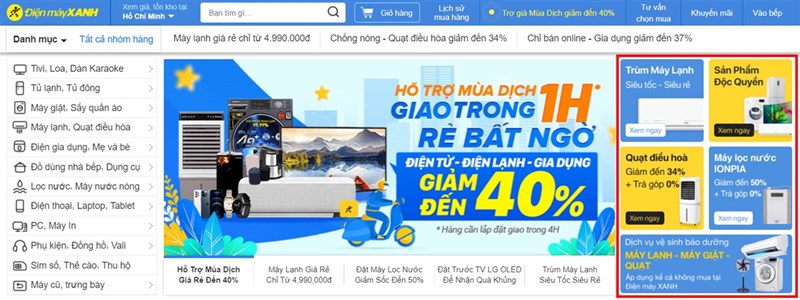 Điện máy XANH
Xem giá, tồn kho tại:
Hồ Chí Minh
Bạn tìm gì...
Giỏ hàng
Lịch sử
mua hàng
Trợ giá Mùa Dịch giảm đến 40%
Tư vấn
chọn mua
Khuyến mãi
Vào bếp
Danh mục
Tất cả nhóm hàng
Máy lạnh giá rẻ chỉ từ 4.990.000đ
Chống nóng - Quạt điều hòa giảm đến 34%
Chỉ bán online - Gia dụng giảm đến 37%
Tivi, Loa, Dàn Karaoke
Tủ lạnh, Tủ đông
Máy giặt, Sấy quần áo
Máy lạnh, Quạt điều hòa
Điện gia dụng, Mẹ và bé
Đồ dùng nhà bếp, Dụng cụ
Lọc nước, Máy nước nóng
Điện thoại, Laptop, Tablet
PC, Máy In
Phụ kiện, Đồng hồ, Vali
Sim số, Thẻ cào, Thu hộ
Máy cũ, trưng bày
HỖ TRỢ MÙA DỊCH
GIAO TRONG 1H*
RẺ BẤT NGỜ
ĐIỆN TỬ - ĐIỆN LẠNH - GIA DỤNG
GIẢM
ĐẾN 40%
* Hàng cần lắp đặt giao trong 4H
Hỗ Trợ Mùa Dịch
Giá Rẻ Đến 40%
Máy Lạnh Giá Rẻ
Chỉ Từ 4,990,000đ
Đặt Máy Lọc Nước
Giảm Sốc Đến 50%
Đặt Trước TV LG OLED
Để Nhận Quà Khủng
Trùm Máy Lạnh
Siêu Tốc Siêu Rẻ
Trùm Máy Lạnh
Siêu tốc - Siêu rẻ
Xem ngay
Sản Phẩm
Độc Quyền
Xem ngay
Quạt điều hoà
Giảm đến 34%
+ Trả góp 0%
Xem ngay
Máy lọc nước
IONPIA
Giảm đến 50%
+ Trả góp 0%
Xem ngay
Dịch vụ vệ sinh bảo dưỡng
MÁY LẠNH - MÁY GIẶT -
QUẠT
Áp dụng kể cả không mua tại
Điện máy XANH